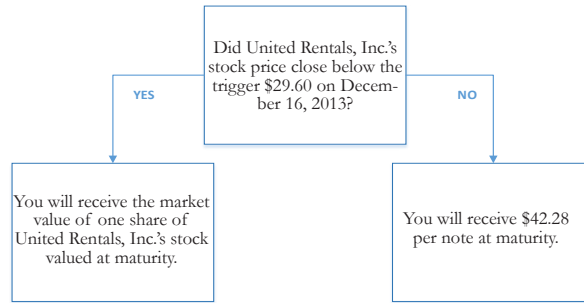 Did United Rentals, Inc.'s
stock price close below the
trigger $29.60 on Decem-
ber 16, 2013?
YES
NO
You will receive the market
value of one share of
United Rentals, Inc.'s stock
valued at maturity.
You will receive $42.28
per note at maturity.